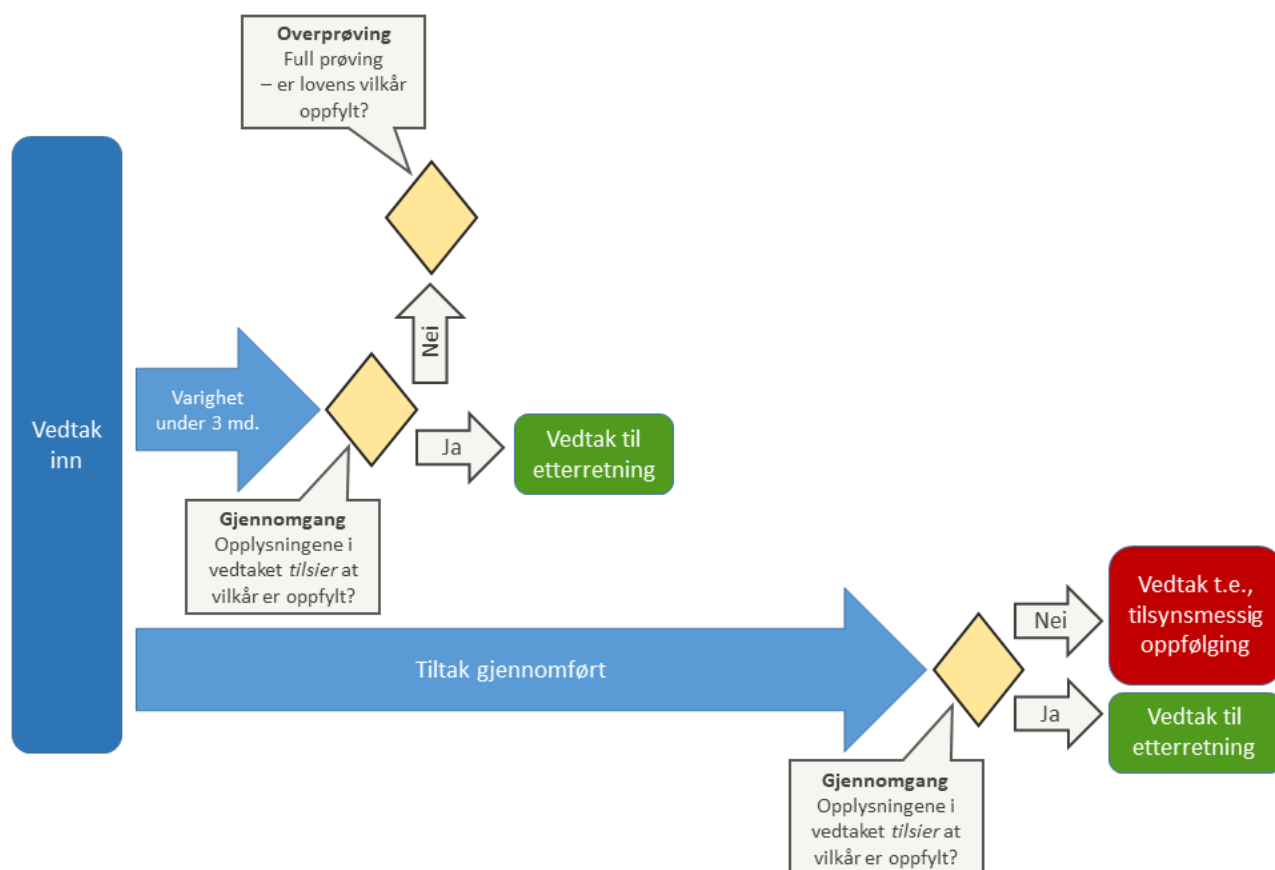 Overprøving
Full prøving
– er lovens vilkår
oppfylt?
Vedtak
inn
Nei
Varighet
under 3 md.
Ja
Vedtak til
etterretning
Gjennomgang
Opplysningene i
vedtaket tilsier at
vilkår er oppfylt?
Tiltak gjennomført
Nei
Vedtak t.e.,
tilsynsmessig
oppfølging
Ja
Vedtak til
etterretning
Gjennomgang
Opplysningene i
vedtaket tilsier at
vilkår er oppfylt?